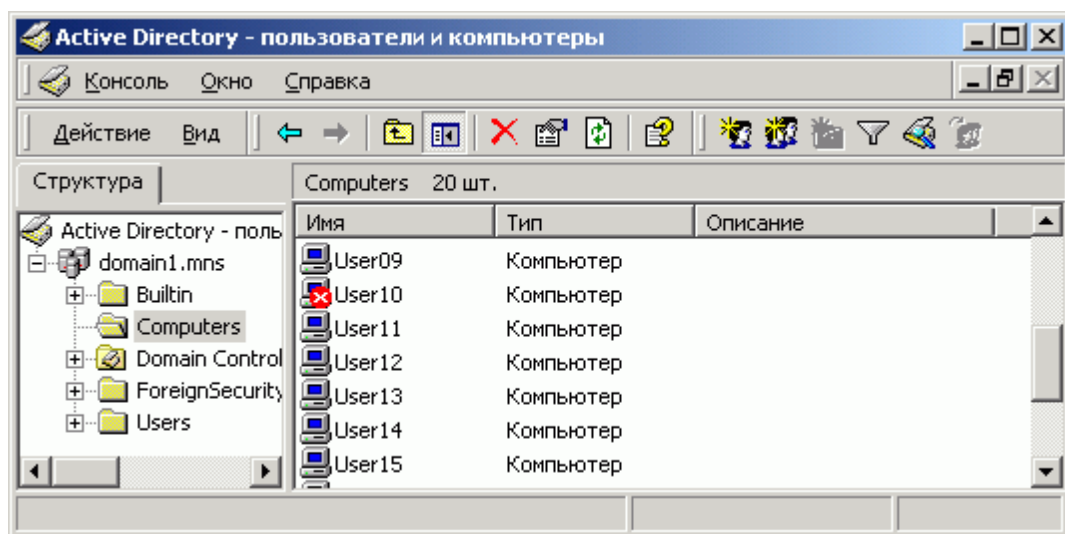 Active Directory - пользователи и компьютеры
Консоль Окно Справка
Действие Вид
Структура
Computers 20 шт.
Active Directory - поль
domain1.mns
Builtin
Computers
Domain Control
ForeignSecurity
Users
Имя Тип Описание
User09 Компьютер
User10 Компьютер
User11 Компьютер
User12 Компьютер
User13 Компьютер
User14 Компьютер
User15 Компьютер